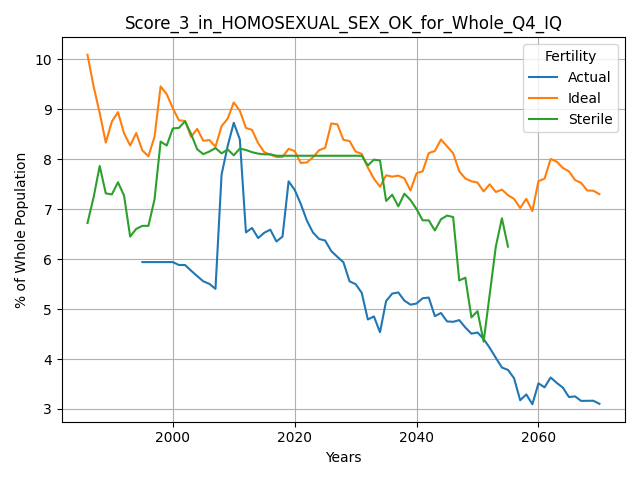 Score_3_in_HOMOSEXUAL_SEX_OK_for_Whole_Q4_IQ
Fertility
Actual
Ideal
Sterile
% of Whole Population
10
9
8
7
6
5
4
3
2000
2020
2040
2060
Years